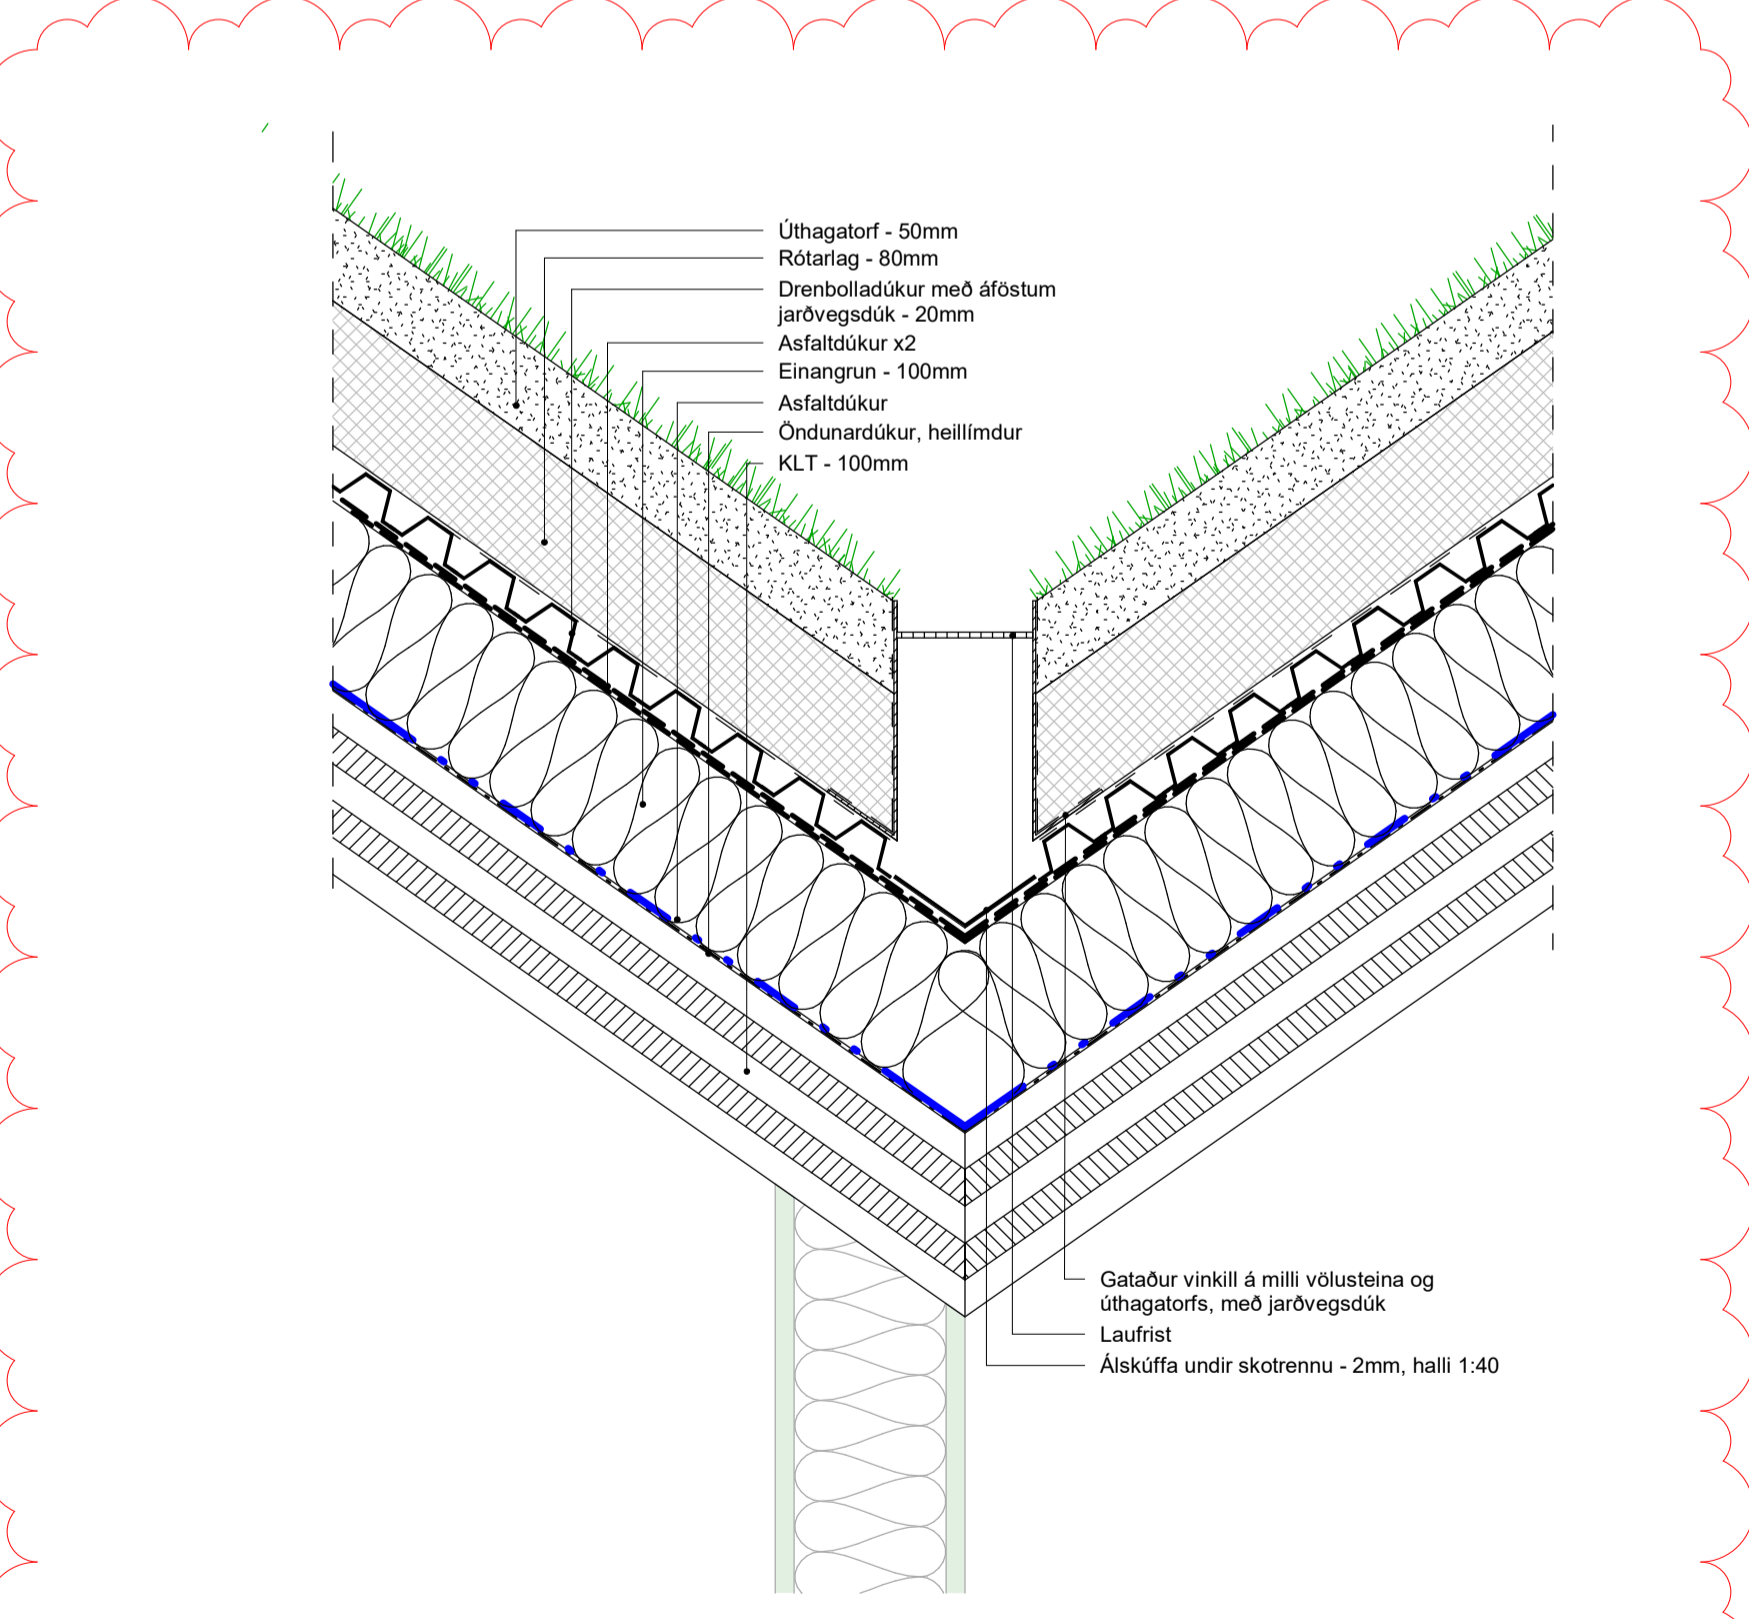 Úthagatorf - 50mm
Rótarlag - 80mm
Drenbolladúkur með áföstum
jarðvegsdúk - 20mm
Asfaltdúkur x2
Einangrun - 100mm
Asfaltdúkur
Öndunardúkur, heillímdur
KLT - 100mm
Gataður vinkill á milli völusteina og
úthagatorfs, með jarðvegsdúk
Laufrist
Álskúffa undir skotrennu - 2mm, halli 1:40